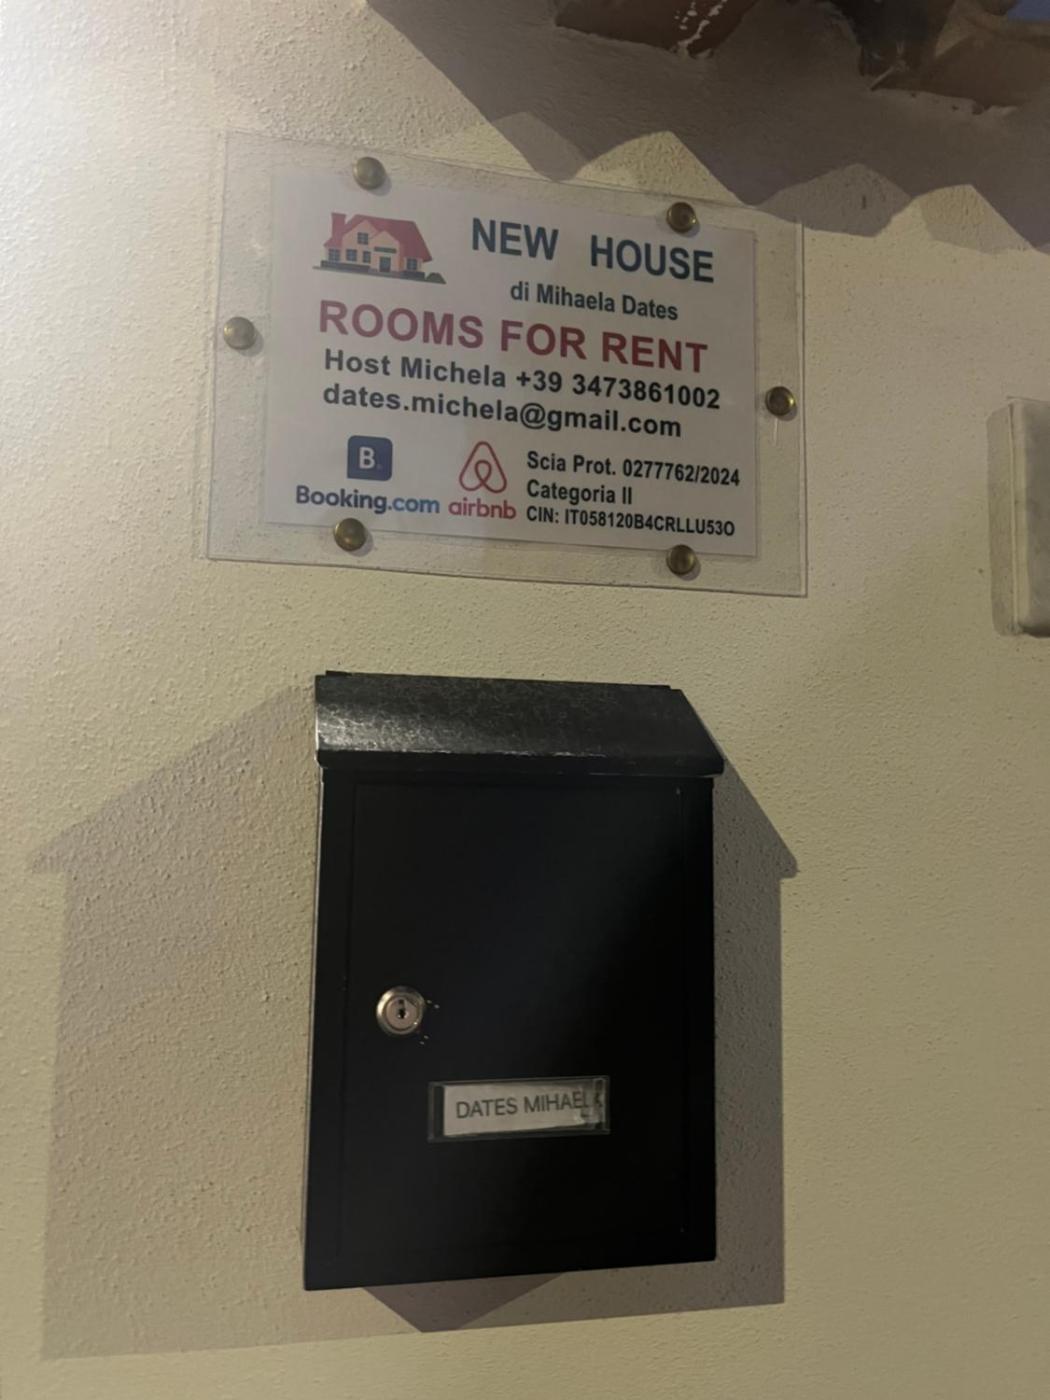 NEW HOUSE
di Mihaela Dates
ROOMS FOR RENT
Host Michela +39 3473861002
dates.michela@gmail.com
B.
Booking.com
airbnb
Scia Prot. 0277762/2024
Categoria II
CIN: IT058120B4CRLLU53O
DATES MIHAEL